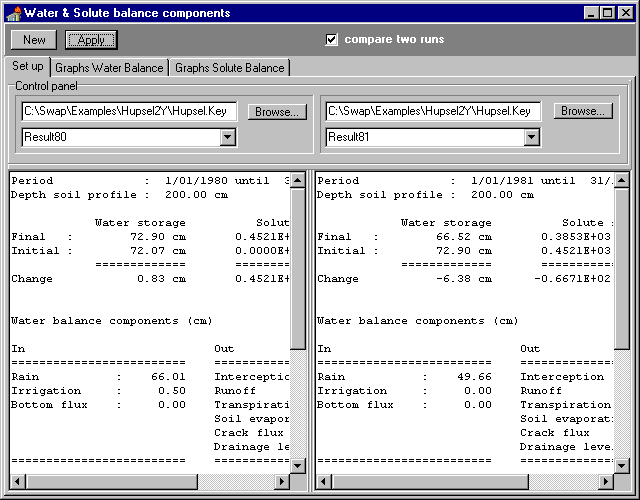 Water & Solute balance components
New Apply compare two runs
Set up Graphs Water Balance Graphs Solute Balance
Control panel
C:\Swap\Examples\Hupsel2Y\Hupsel.Key Browse...
Result80
C:\Swap\Examples\Hupsel2Y\Hupsel.Key Browse...
Result81
Period : 1/01/1980 until 3
Depth soil profile : 200.00 cm
Water storage Solute
Final : 72.90 cm 0.4521E+
Initial : 72.07 cm 0.0000E+
============= =======
Change 0.83 cm 0.4521E+
Water balance components (cm)
In Out
========================= ==========
Rain : 66.01 Interceptic
Irrigation : 0.50 Runoff
Bottom flux : 0.00 Transpirati
Soil evapor
Crack flux
Drainage le
========================= ==========
Period : 1/01/1981 until 31/
Depth soil profile : 200.00 cm
Water storage Solute
Final : 66.52 cm 0.3853E+03
Initial : 72.90 cm 0.4521E+03
============= ==========
Change -6.38 cm -0.6671E+02
Water balance components (cm)
In Out
========================= =============
Rain : 49.66 Interception
Irrigation : 0.00 Runoff
Bottom flux : 0.00 Transpiration
Soil evaporat
Crack flux
Drainage leve
========================= =============